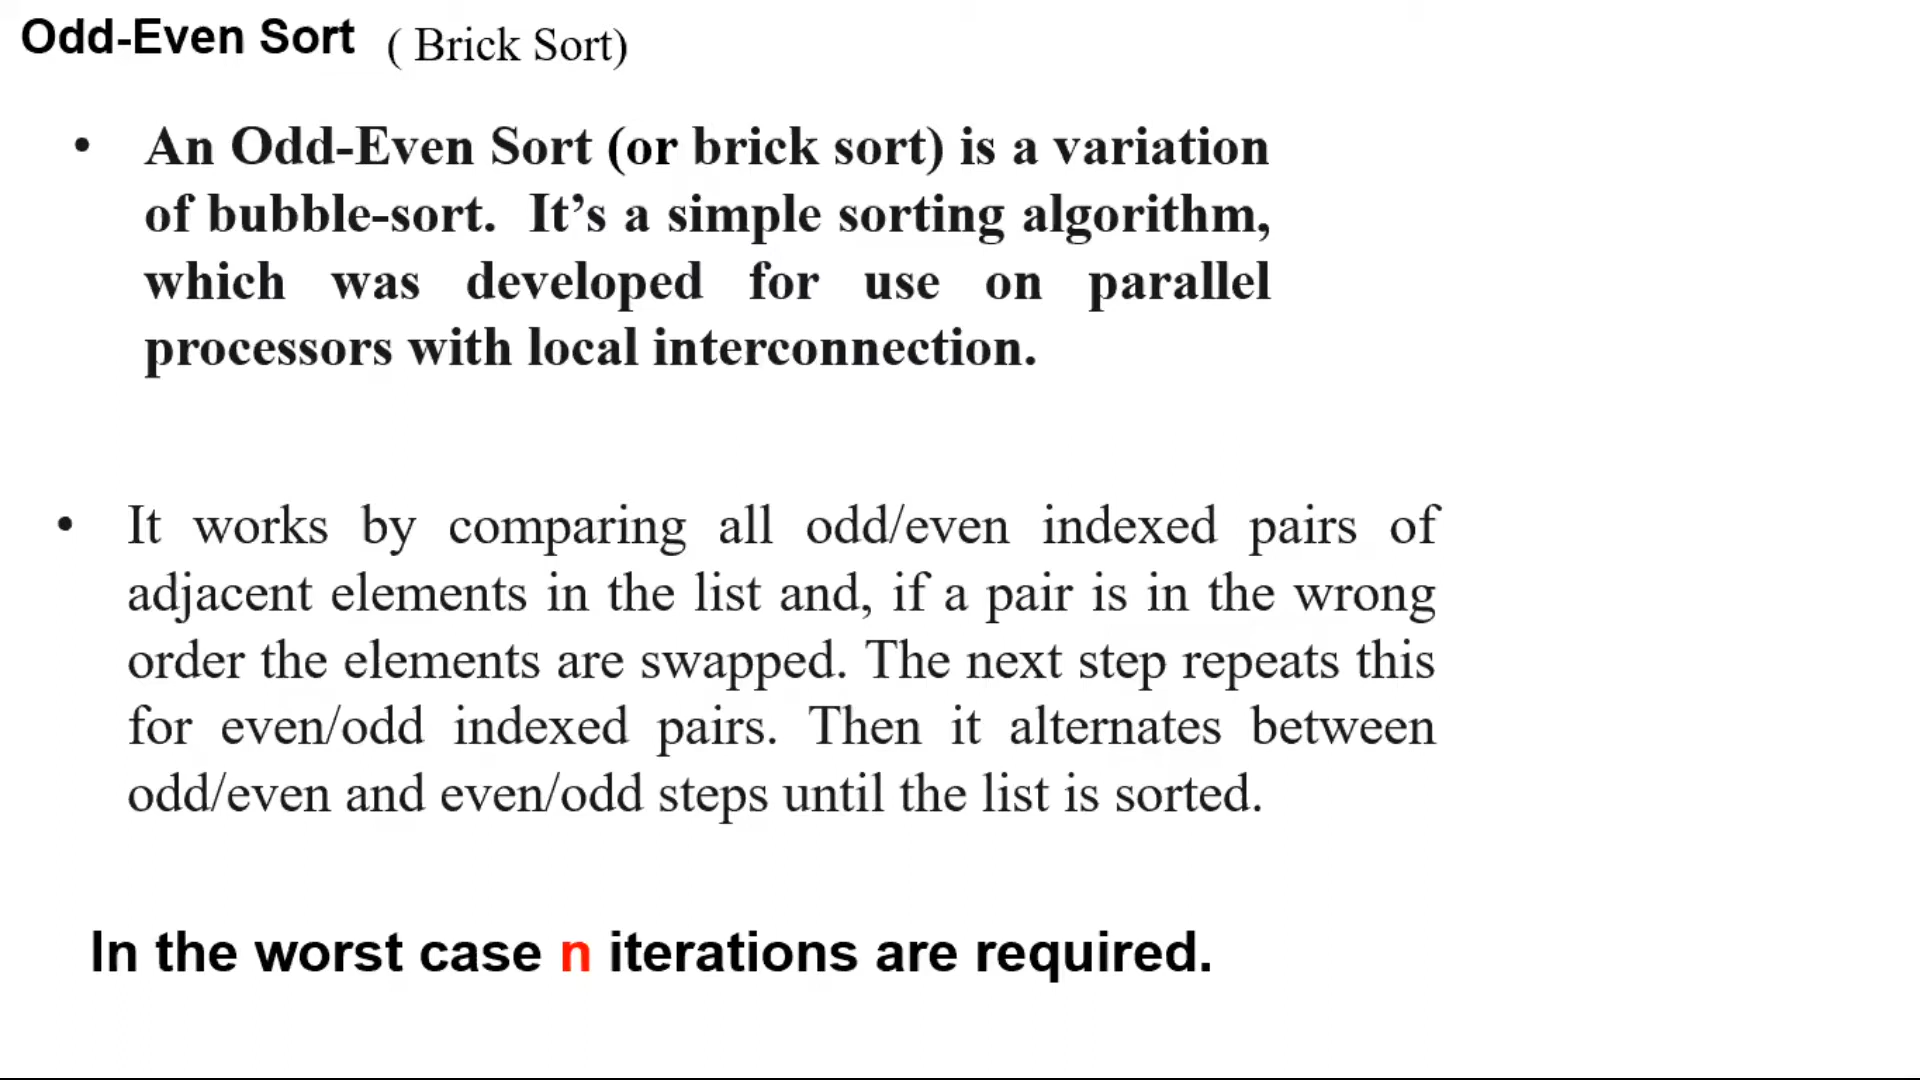 Odd-Even Sort ( Brick Sort)
• An Odd-Even Sort (or brick sort) is a variation
of bubble-sort. It’s a simple sorting algorithm,
which was developed for use on parallel
processors with local interconnection.
• It works by comparing all odd/even indexed pairs of
adjacent elements in the list and, if a pair is in the wrong
order the elements are swapped. The next step repeats this
for even/odd indexed pairs. Then it alternates between
odd/even and even/odd steps until the list is sorted.
In the worst case n iterations are required.